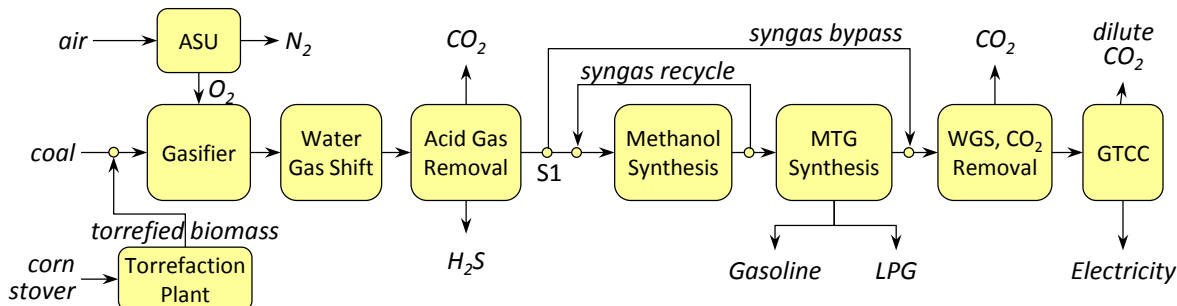 air
ASU
N2
O2
coal
Gasifier
Water
Gas Shift
CO2
Acid Gas
Removal
H2S
S1
syngas bypass
syngas recycle
Methanol
Synthesis
MTG
Synthesis
Gasoline
LPG
CO2
WGS, CO2
Removal
dilute
CO2
GTCC
Electricity
torrefied biomass
corn
stover
Torrefaction
Plant